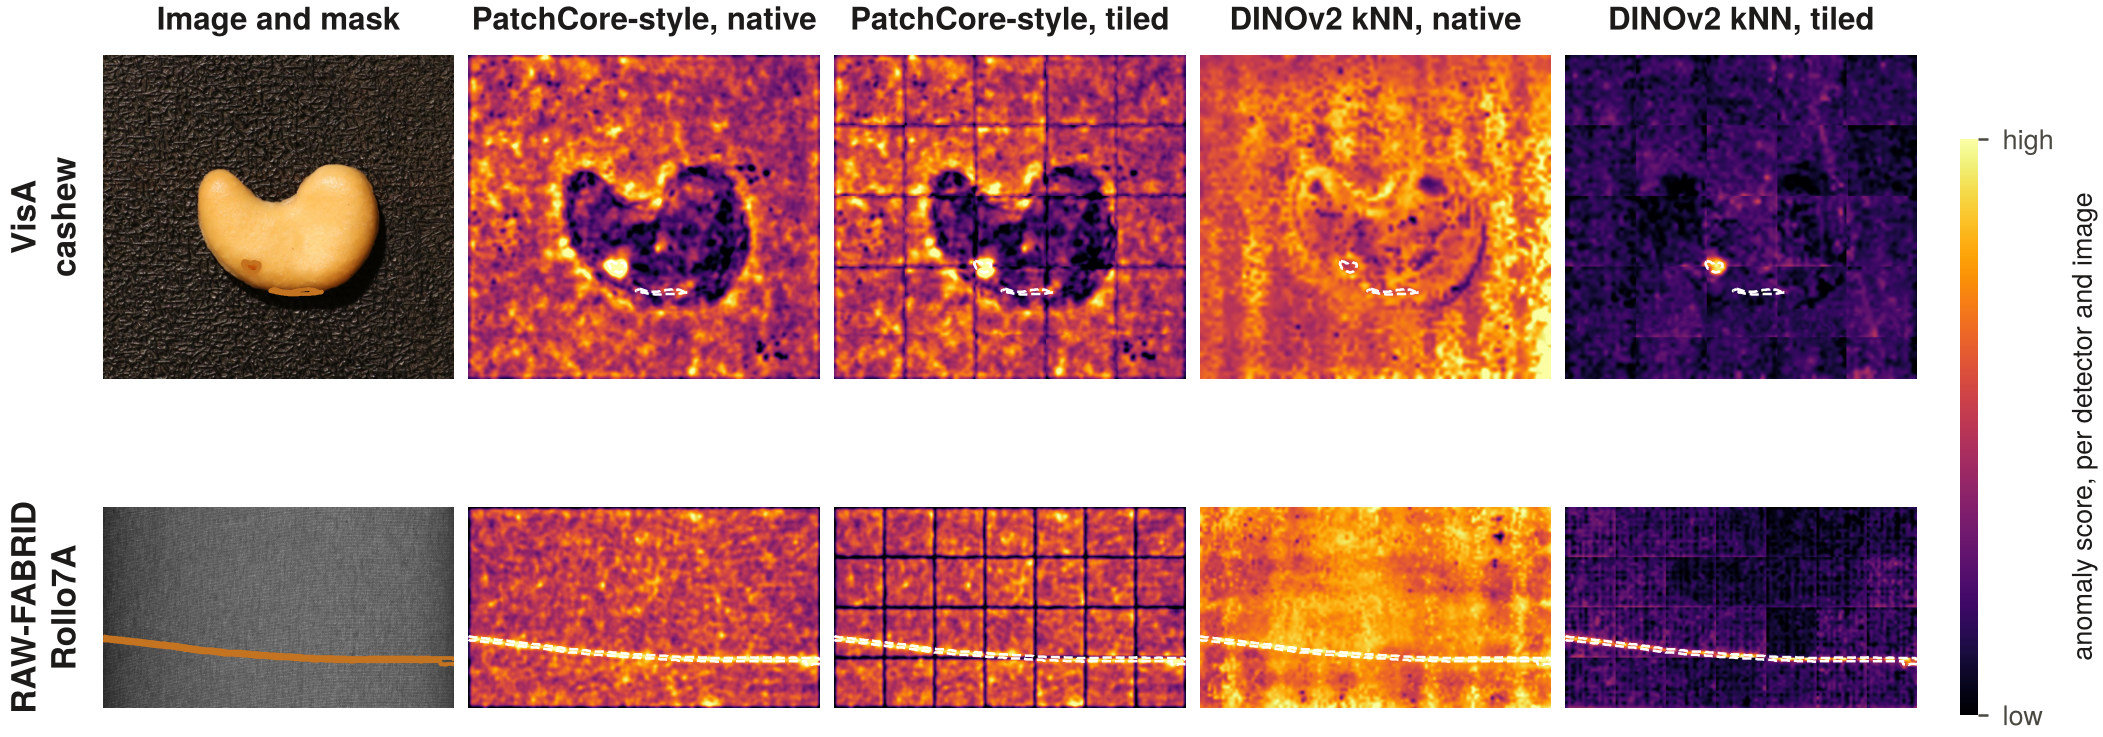 Image and mask
PatchCore-style, native
PatchCore-style, tiled
DINOv2 kNN, native
DINOv2 kNN, tiled
VisA
cashew
RAW-FABRID
Rollo7A
high
low
anomaly score, per detector and image